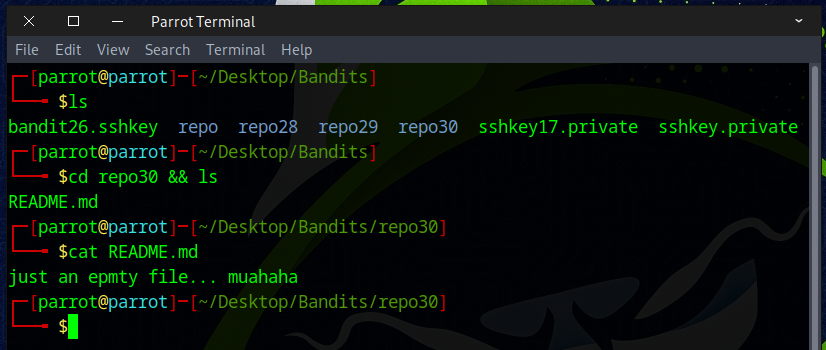 Parrot Terminal
File Edit View Search Terminal Help
┌─[parrot@parrot]─[~/Desktop/Bandits]
└──╼ $ls
bandit26.sshkey repo repo28 repo29 repo30 sshkey17.private sshkey.private
┌─[parrot@parrot]─[~/Desktop/Bandits]
└──╼ $cd repo30 && ls
README.md
┌─[parrot@parrot]─[~/Desktop/Bandits/repo30]
└──╼ $cat README.md
just an epmty file... muahaha
┌─[parrot@parrot]─[~/Desktop/Bandits/repo30]
└──╼ $